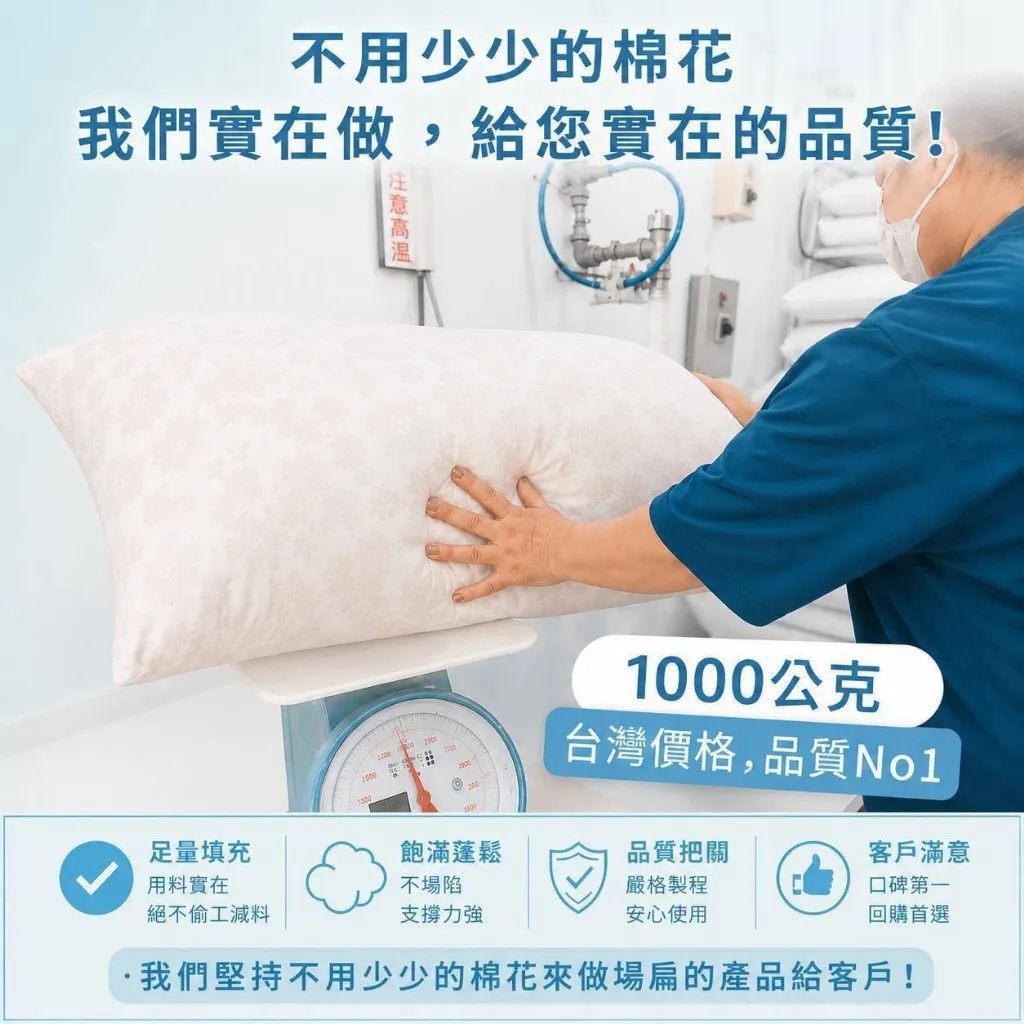 不用少少的棉花
我們實在做，給您實在的品質!
注意高溫
1000公克
台灣價格,品質No1
足量填充
用料實在
絕不偷工減料
飽滿蓬鬆
不場陷
支撐力強
品質把關
嚴格製程
安心使用
客戶滿意
口碑第一
回購首選
·我們堅持不用少少的棉花來做場扁的產品給客戶！